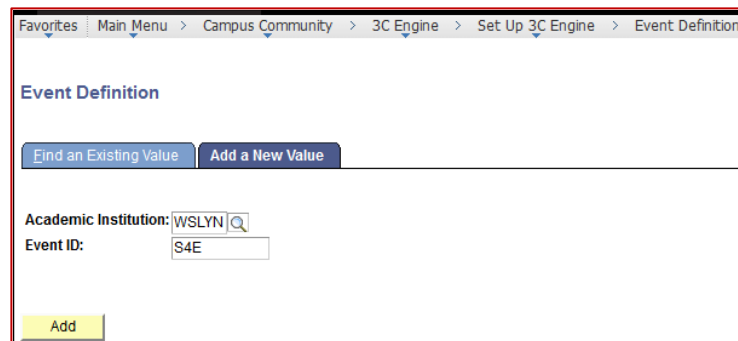 Favorites Main Menu > Campus Community > 3C Engine > Set Up 3C Engine > Event Definition
Event Definition
Find an Existing Value Add a New Value
Academic Institution: WSLYN
Event ID: S4E
Add